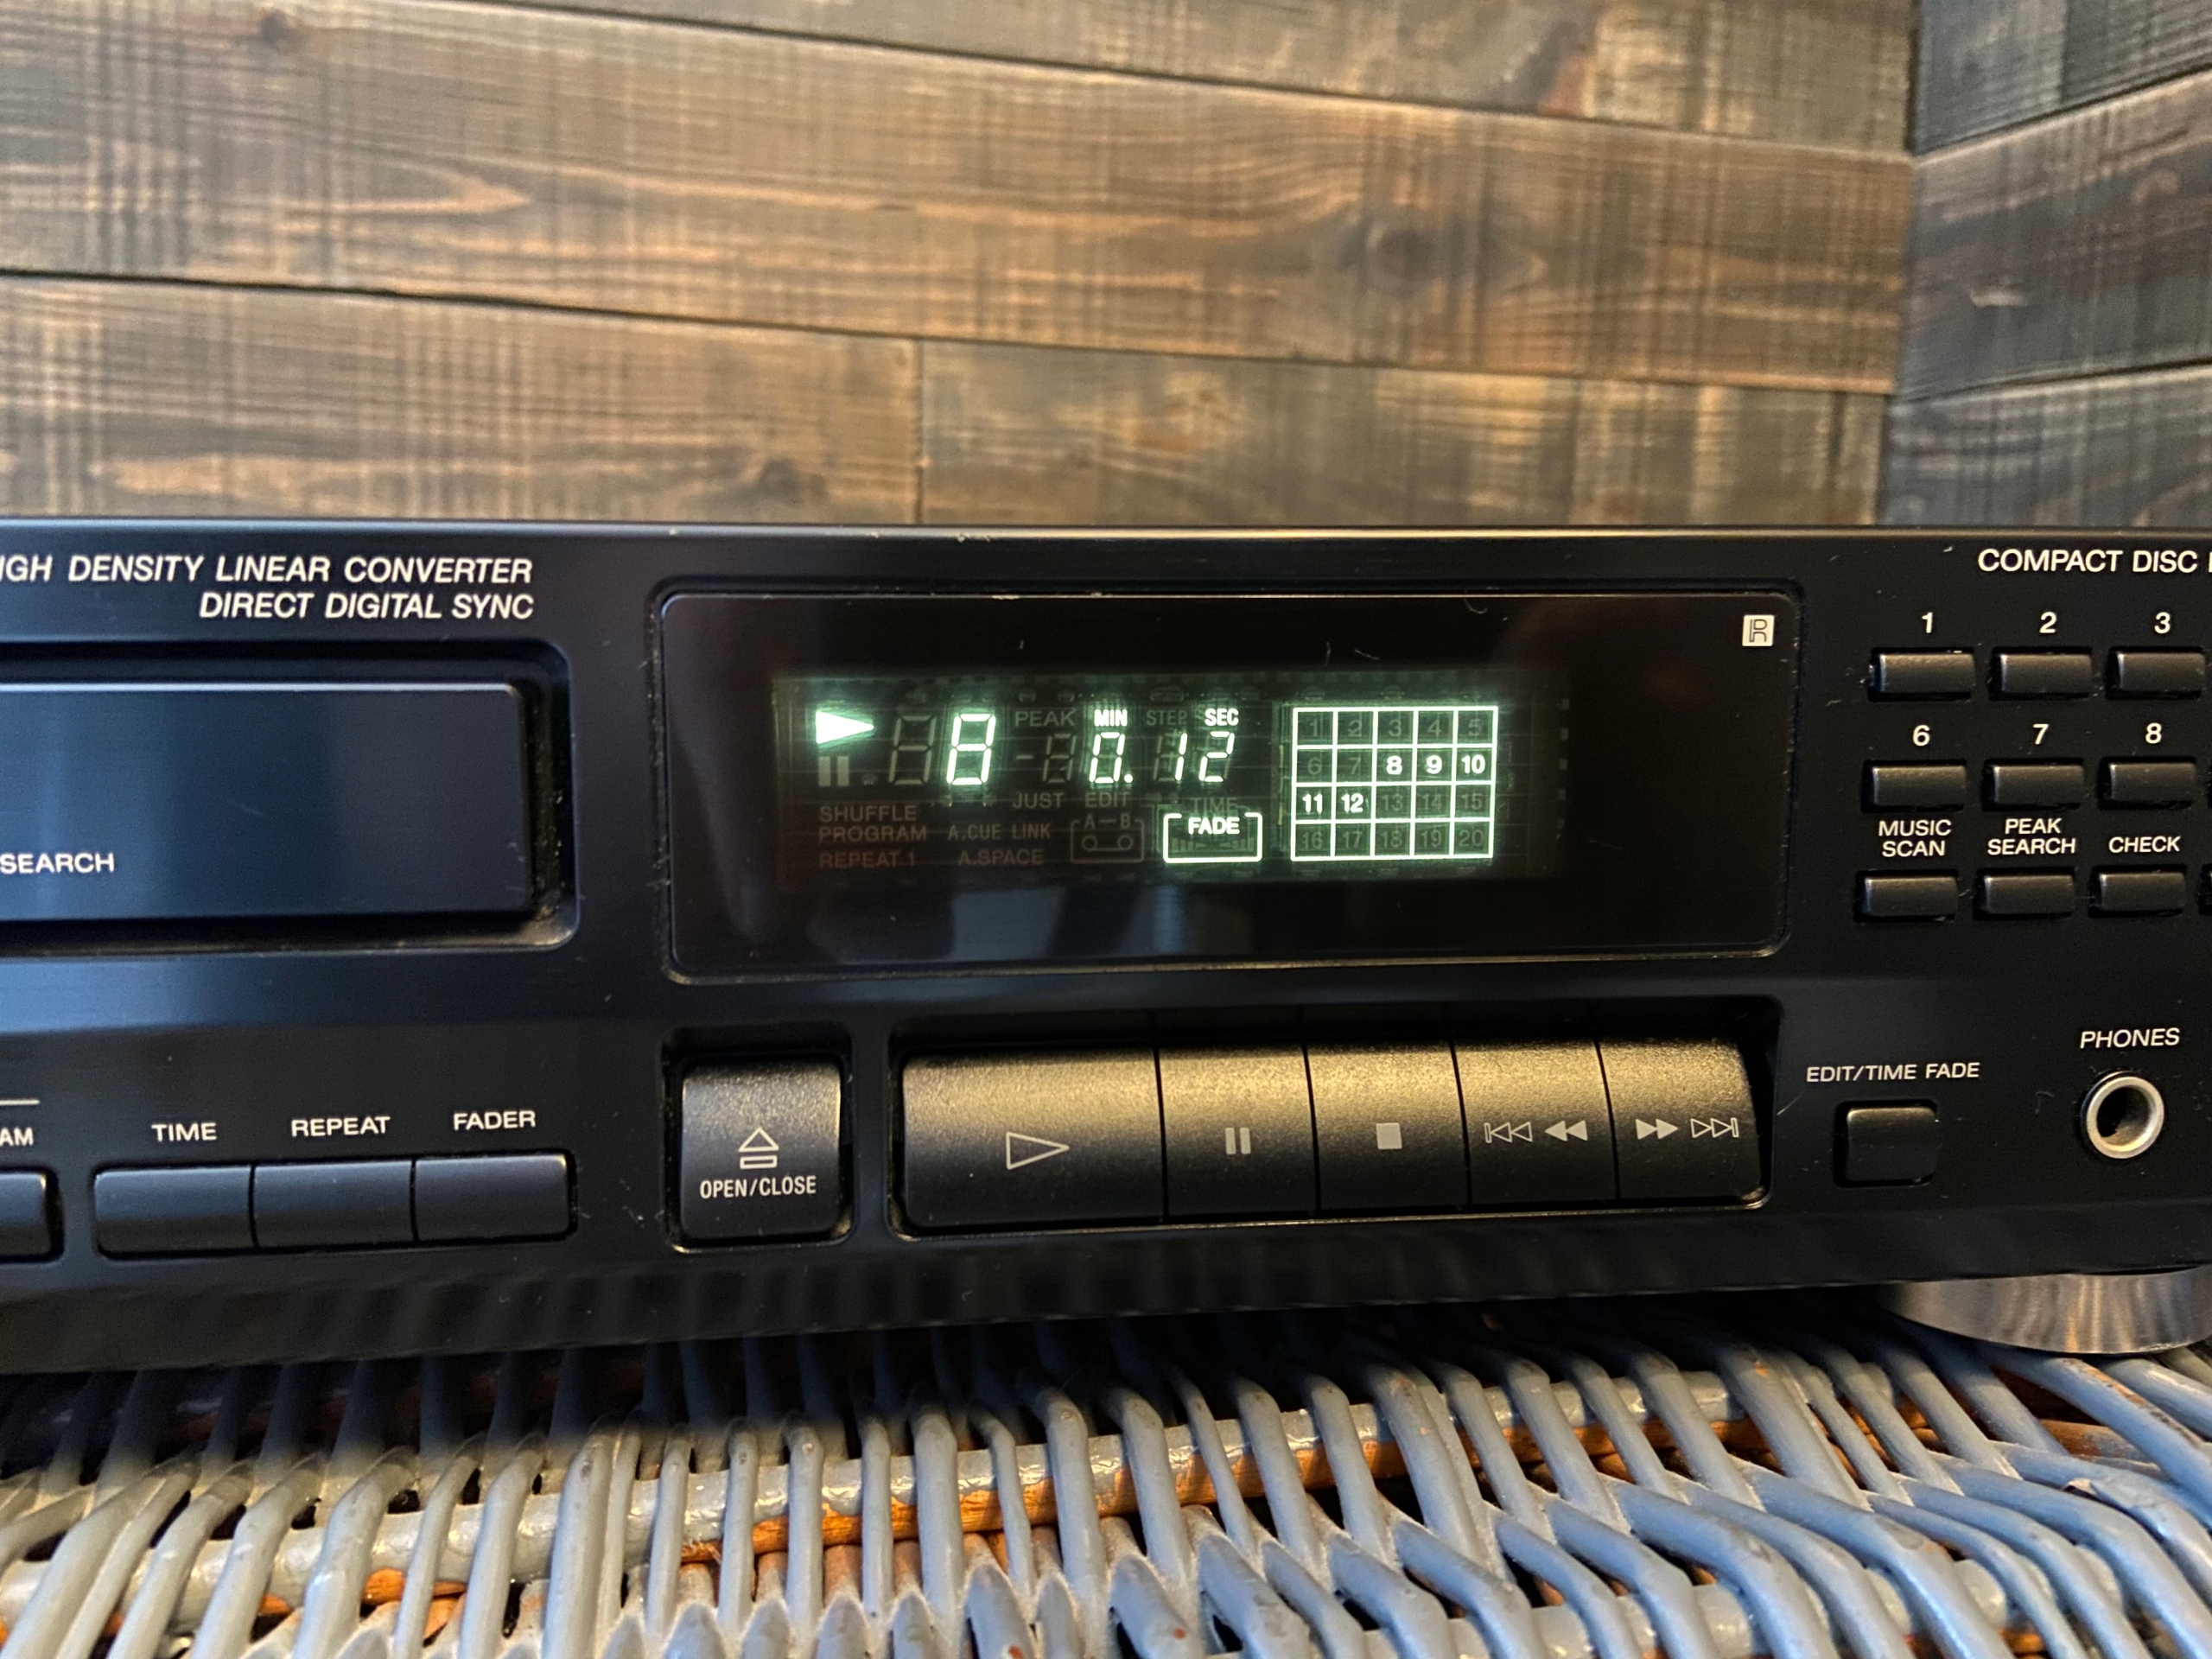 IGH DENSITY LINEAR CONVERTER
DIRECT DIGITAL SYNC
COMPACT DISC
1 2 3
R
PEAK MIN STEP SEC
8 0.12
1 2 3 4 5
6 7 8 9 10
11 12 13 14 15
16 17 18 19 20
JUST EDIT TIME
SHUFFLE
PROGRAM A.CUE LINK A-B FADE
REPEAT 1 A.SPACE
6 7 8
MUSIC SCAN PEAK SEARCH CHECK
SEARCH
PHONES
EDIT/TIME FADE
AM TIME REPEAT FADER
OPEN/CLOSE